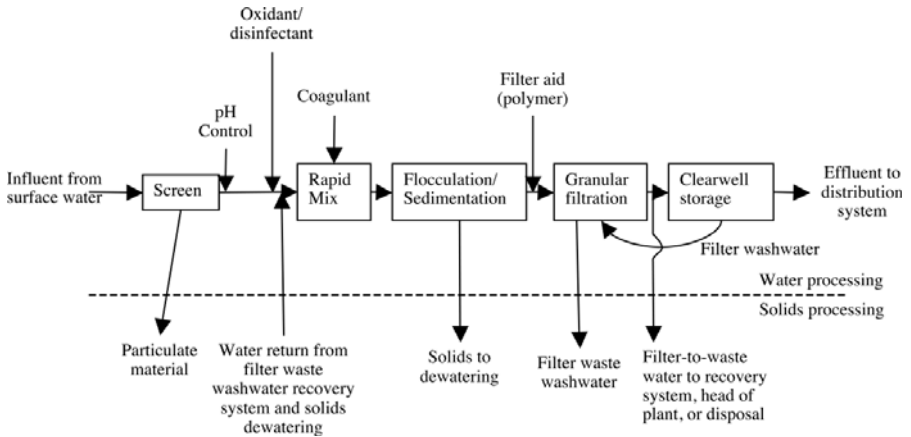 Oxidant/
disinfectant
Filter aid
(polymer)
Coagulant
pH
Control
Influent from
surface water
Screen
Rapid
Mix
Flocculation/
Sedimentation
Granular
filtration
Clearwell
storage
Effluent to
distribution
system
Filter washwater
Water processing
Solids processing
Particulate
material
Water return from
filter waste
washwater recovery
system and solids
dewatering
Solids to
dewatering
Filter waste
washwater
Filter-to-waste
water to recovery
system, head of
plant, or disposal